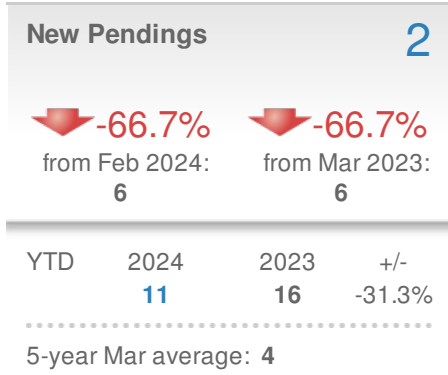 New Pendings 2
-66.7% -66.7%
from Feb 2024: from Mar 2023:
6 6
YTD 2024 2023 +/-
11 16 -31.3%
5-year Mar average: 4